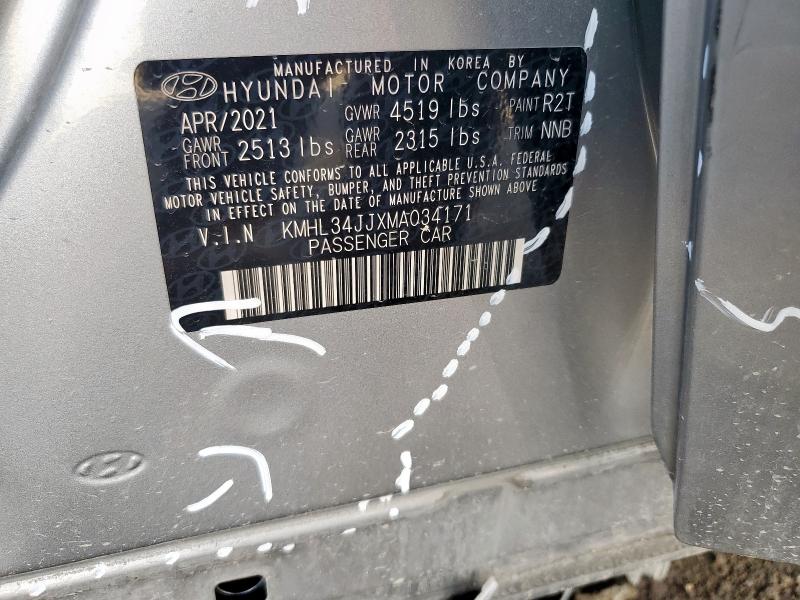 MANUFACTURED IN KOREA BY
HYUNDAI MOTOR COMPANY
APR/2021 GVWR 4519 lbs PAINT R2T
GAWR FRONT 2513 lbs GAWR REAR 2315 lbs TRIM NNB
THIS VEHICLE CONFORMS TO ALL APPLICABLE U.S.A. FEDERAL
MOTOR VEHICLE SAFETY, BUMPER, AND THEFT PREVENTION STANDARDS
IN EFFECT ON THE DATE OF MANUFACTURE SHOWN ABOVE
V.I.N KMHL34JJXMA034171
PASSENGER CAR